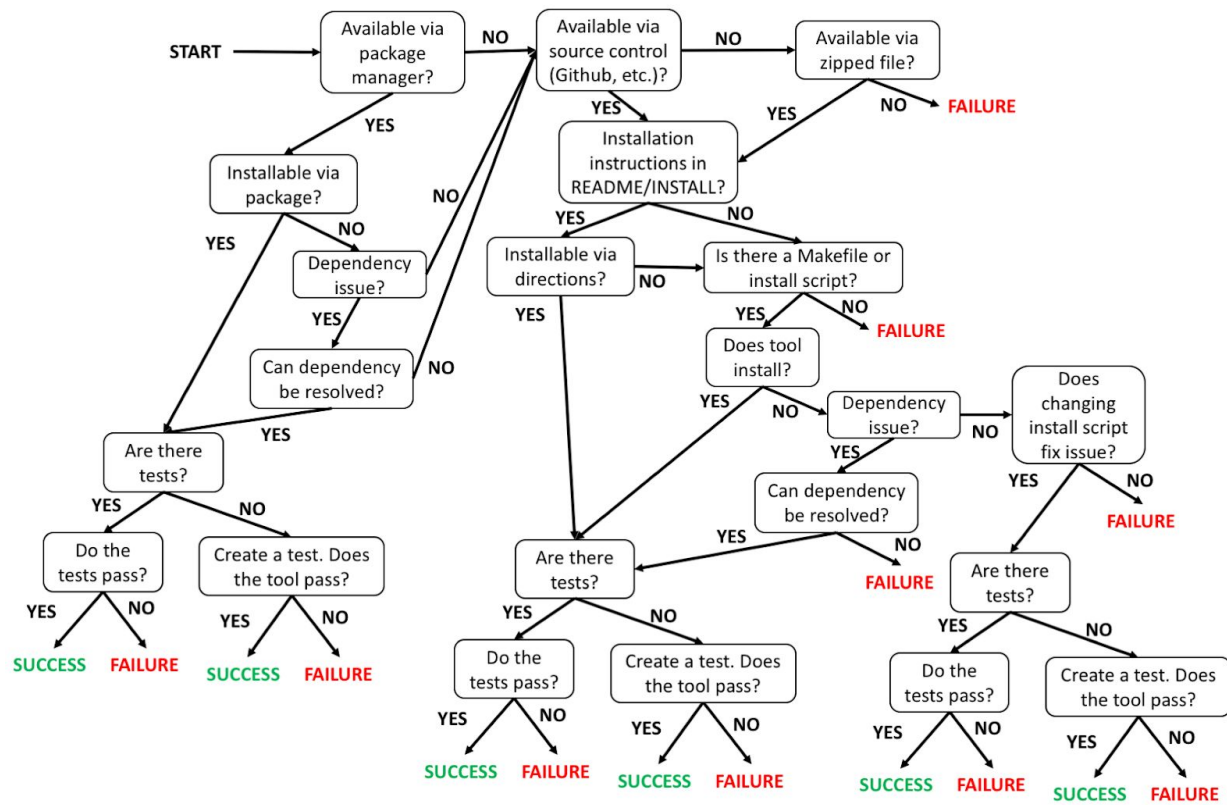 START
Available via
package
manager?
NO
Available via
source control
(Github, etc.)?
NO
Available via
zipped file?
YES
YES
YES
NO
FAILURE
Installable via
package?
Installation
instructions in
README/INSTALL?
NO
YES
NO
YES
NO
Dependency
issue?
Installable via
directions?
NO
Is there a Makefile or
install script?
YES
YES
YES
NO
FAILURE
Can dependency
be resolved?
NO
Does tool
install?
YES
YES
NO
Dependency
issue?
NO
Does
changing
install script
fix issue?
Are there
tests?
YES
YES
NO
FAILURE
YES
NO
Can dependency
be resolved?
Do the
tests pass?
Create a test. Does
the tool pass?
YES
NO
FAILURE
Are there
tests?
Are there
tests?
YES
NO
YES
NO
SUCCESS
FAILURE
SUCCESS
FAILURE
YES
NO
YES
NO
Do the
tests pass?
Create a test. Does
the tool pass?
Do the
tests pass?
Create a test. Does
the tool pass?
YES
NO
YES
NO
YES
NO
YES
NO
SUCCESS
FAILURE
SUCCESS
FAILURE
SUCCESS
FAILURE
SUCCESS
FAILURE